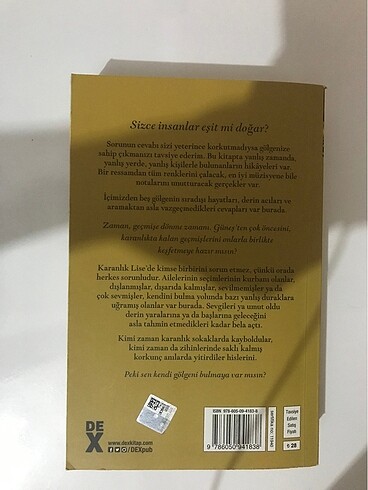 Sizce insanlar eşit mi doğar?
Sorunun cevabı sizi yeterince korkutmadıysa gölgenize
sahip çıkmanızı tavsiye ederim. Bu kitapta yanlış zamanda,
yanlış yerde, yanlış kişilerle bulunanların hikâyeleri var.
Bir ressamdan tüm renklerini çalacak, en iyi müzisyene bile
notalarını unutturacak gerçekler var.
İçimizden beş gölgenin sıradışı hayatları, derin acıları ve
aramaktan asla vazgeçmedikleri cevapları var burada.
Zaman, geçmişe dönme zamanı. Güneş'ten çok öncesini,
karanlıkta kalan geçmişlerini onlarla birlikte
keşfetmeye hazır mısın?
Karanlık Lise'de kimse birbirini sorun etmez, çünkü orada
herkes sorunludur. Ailelerinin seçimlerinin kurbanı olanlar,
dışlanmışlar, dışarıda kalmışlar, sevilmemişler ya da
çok sevmişler, kendini bulma yolunda bazı yanlış duraklara
uğramış olanlar var burada. Sevgileri ya unut oldu
derin yaralarına ya da başlarına geleceğini
asla tahmin etmedikleri kadar bela açtı.
Kimi zaman karanlık sokaklarda kayboldular,
kimi zaman da zihinlerinde saklı kalmış
korkunç anılarda yitirdiler hislerini.
Peki sen kendi gölgeni bulmaya var mısın?
DE
X
www.dexkitap.com
/DEXpub
ISBN 978-605-09-4183-8
9 786050 941838
Tavsiye
Edilen
Satış
Fiyatı
₺ 28